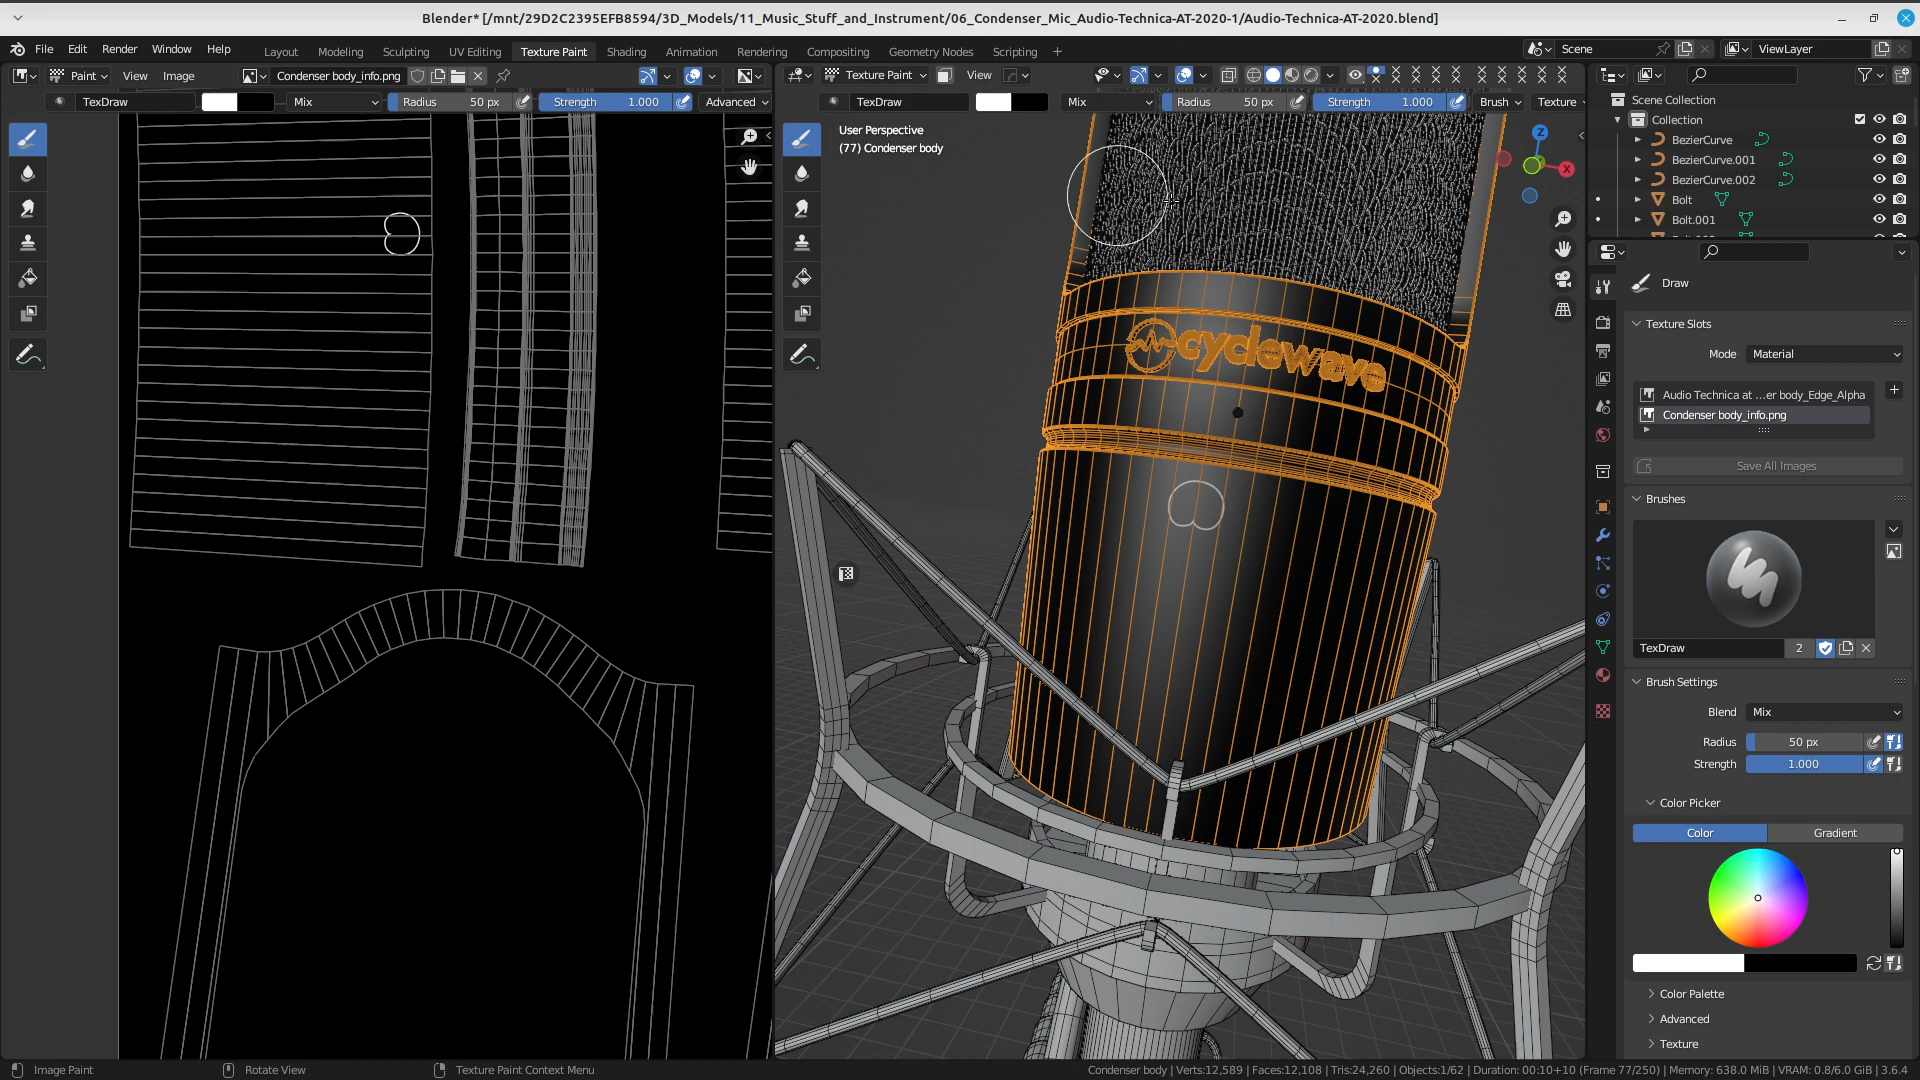 Blender* [/mnt/29D2C2395EFB8594/3D_Models/11_Music_Stuff_and_Instrument/06_Condenser_Mic_Audio-Technica-AT-2020-1/Audio-Technica-AT-2020.blend]
File Edit Render Window Help Layout Modeling Sculpting UV Editing Texture Paint Shading Animation Rendering Compositing Geometry Nodes Scripting + Scene ViewLayer
Paint View Image Condenser body_info.png Texture Paint View
TexDraw Mix Radius 50 px Strength 1.000 Advanced TexDraw Mix Radius 50 px Strength 1.000 Brush Texture
Scene Collection
Collection
BezierCurve
BezierCurve.001
BezierCurve.002
Bolt
Bolt.001
User Perspective
(77) Condenser body
Z
X
cyclewave
Draw
Texture Slots
Mode Material
Audio Technica at ...er body_Edge_Alpha
Condenser body_info.png
Save All Images
Brushes
TexDraw 2
Brush Settings
Blend Mix
Radius 50 px
Strength 1.000
Color Picker
Color Gradient
Color Palette
Advanced
Texture
Image Paint Rotate View Texture Paint Context Menu Condenser body | Verts:12,589 | Faces:12,108 | Tris:24,260 | Objects:1/62 | Duration: 00:10+10 (Frame 77/250) | Memory: 638.0 MiB | VRAM: 0.8/6.0 GiB | 3.6.4